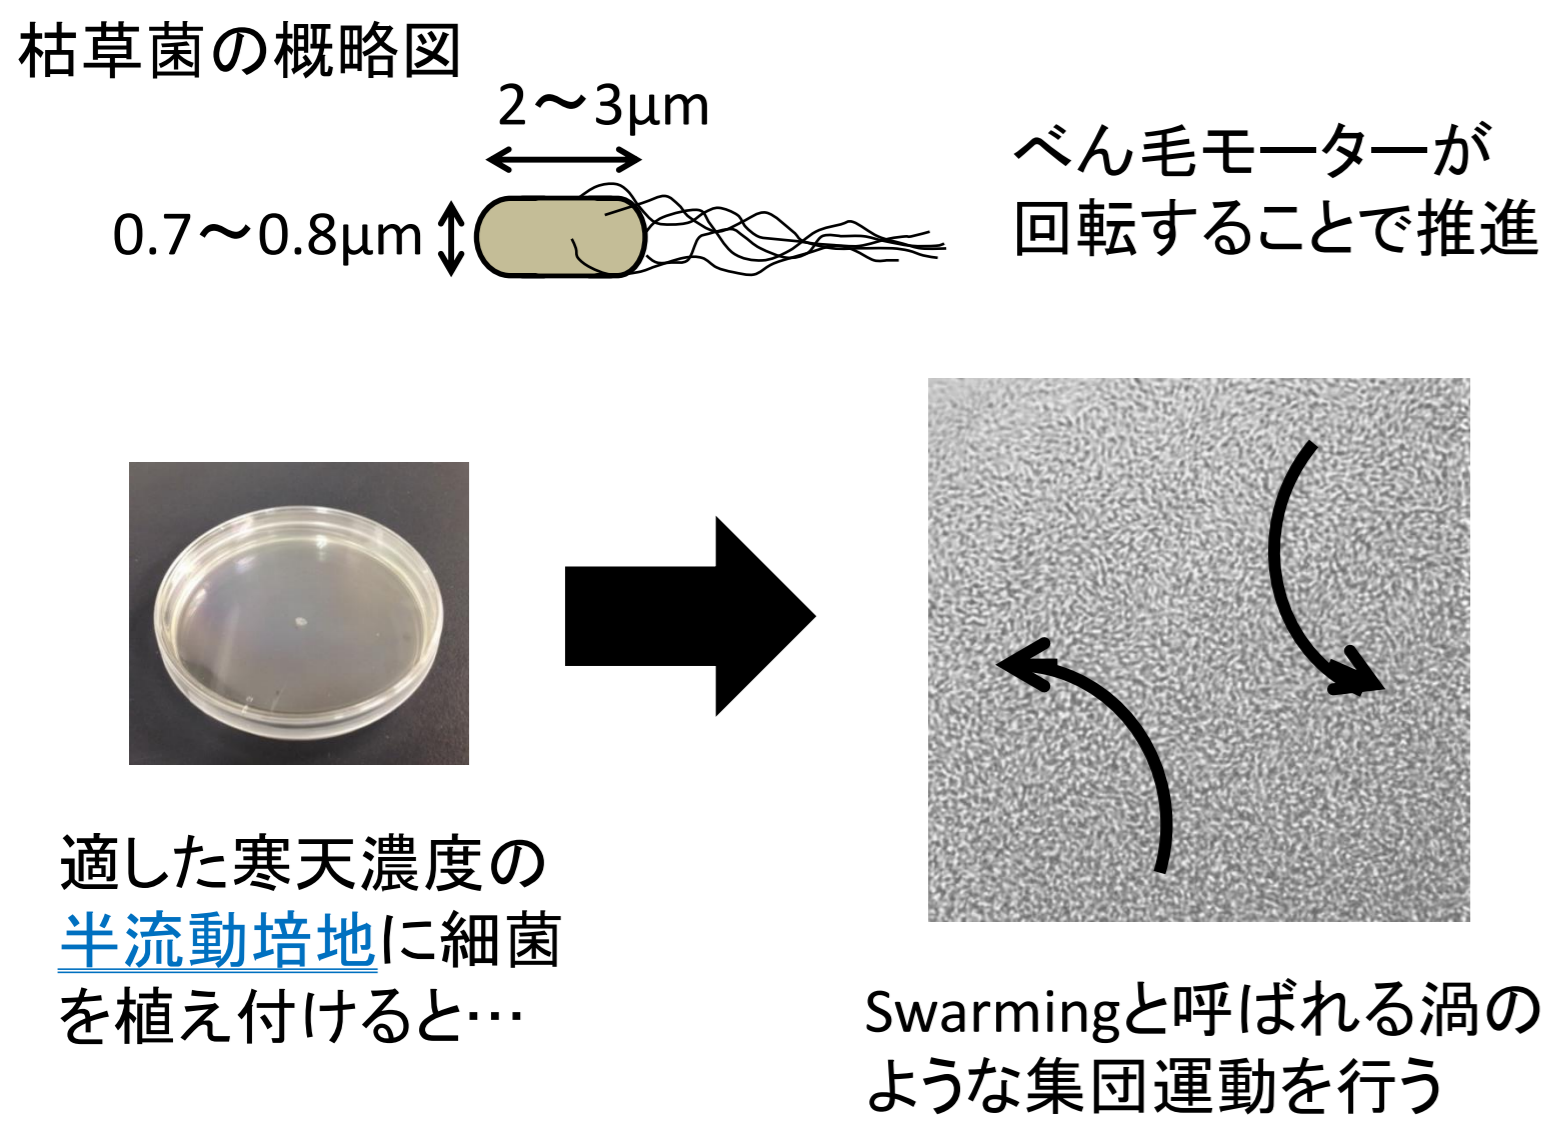 枯草菌の概略図
2～3μm
0.7～0.8μm
べん毛モーターが
回転することで推進
適した寒天濃度の
半流動培地に細菌
を植え付けると…
Swarmingと呼ばれる渦の
ような集団運動を行う